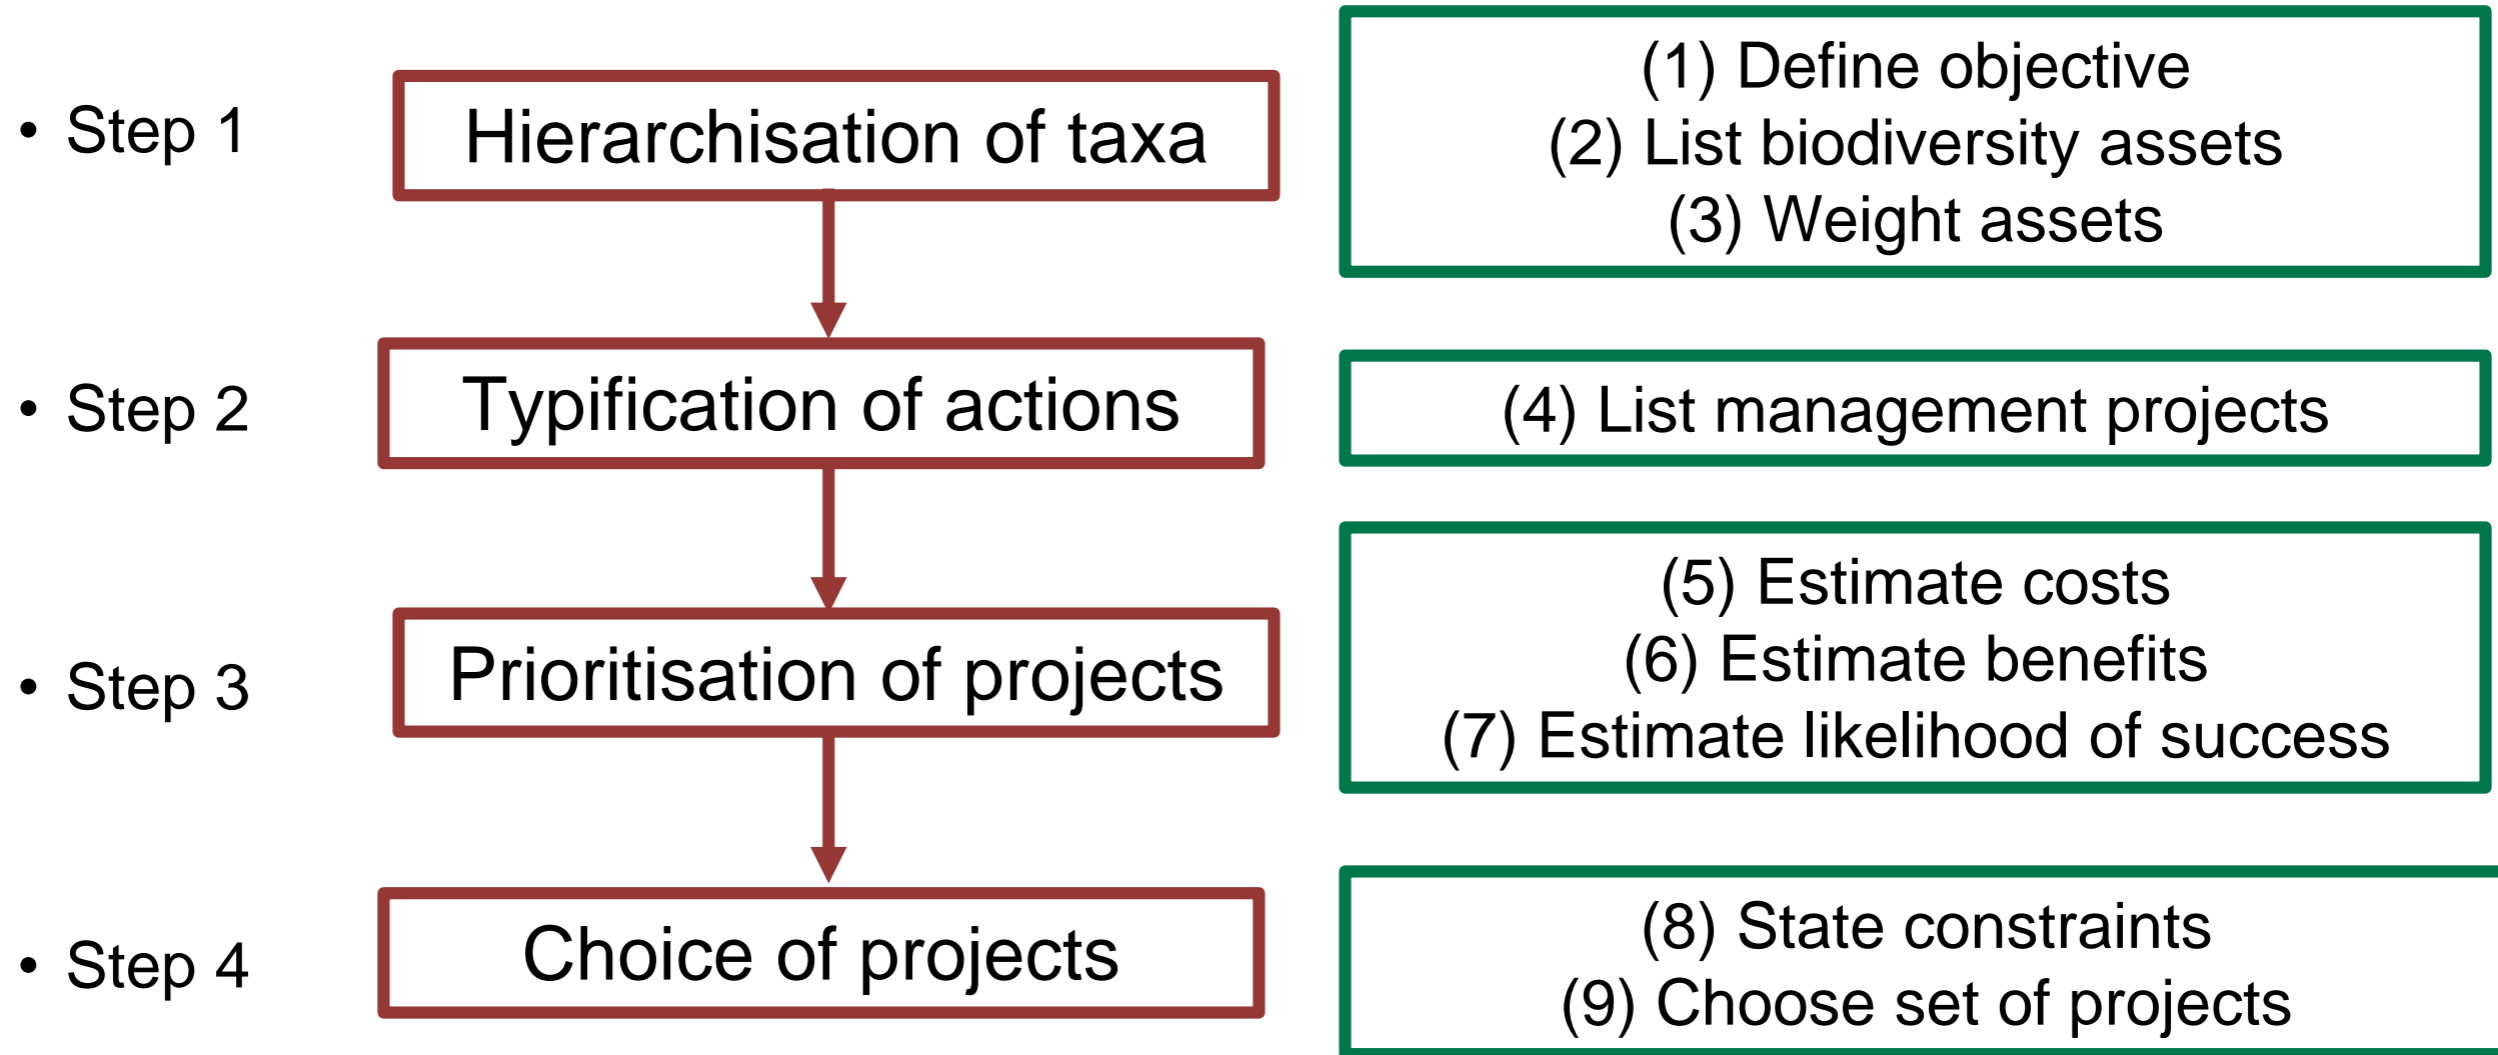 • Step 1
Hierarchisation of taxa
(1) Define objective
(2) List biodiversity assets
(3) Weight assets
• Step 2
Typification of actions
(4) List management projects
• Step 3
Prioritisation of projects
(5) Estimate costs
(6) Estimate benefits
(7) Estimate likelihood of success
• Step 4
Choice of projects
(8) State constraints
(9) Choose set of projects